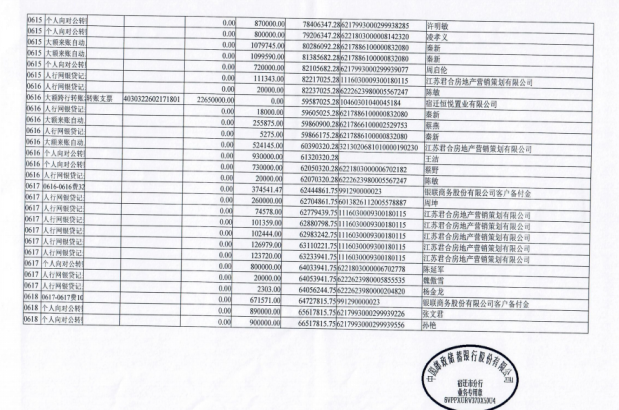 0615 个人向对公转 0.00 870000.00 78406347.28 6217993000299938285 许明敏
0615 个人向对公转 0.00 800000.00 79206347.28 6221803000008142320 凌孝义
0615 大额来账自动 0.00 1079745.00 80286092.28 6217886100000832080 秦新
0615 大额来账自动 0.00 1099590.00 81385682.28 6217886100000832080 秦新
0615 个人向对公转 0.00 720000.00 82105682.28 6217993000299939077 周启伦
0615 人行网银贷记 0.00 111343.00 82217025.28 11160300093001801​15 江苏君合房地产营销策划有限公司
0616 人行网银贷记 0.00 20000.00 82237025.28 6222623980005567247 陈敏
0616 大额跨行转账 转账支票 4030322602171801 22650000.00 0.00 59587025.28 10460301040045184 宿迁恒悦置业有限公司
0616 人行网银贷记 0.00 18000.00 59605025.28 6217886100000832080 秦新
0616 大额来账自动 0.00 255875.00 59860900.28 6217866100002529753 蔡燕
0616 人行网银贷记 0.00 5275.00 59866175.28 6217886100000832080 秦新
0616 大额来账自动 0.00 524145.00 60390320.28 3213020681010000190230 江苏君合房地产营销策划有限公司
0616 个人向对公转 0.00 930000.00 61320320.28 王洁
0616 个人向对公转 0.00 730000.00 62050320.28 6221803000006702182 蔡野
0616 人行网银贷记 0.00 20000.00 62070320.28 6222623980005567247 陈敏
0617 0616-0616费32 0.00 374541.47 62444861.75 991290000023 银联商务股份有限公司客户备付金
0617 人行网银贷记 0.00 260000.00 62704861.75 6013826112005578887 周坤
0617 人行网银贷记 0.00 74578.00 62779439.75 1116030009300180115 江苏君合房地产营销策划有限公司
0617 人行网银贷记 0.00 101359.00 62880798.75 1116030009300180115 江苏君合房地产营销策划有限公司
0617 人行网银贷记 0.00 102444.00 62983242.75 1116030009300180115 江苏君合房地产营销策划有限公司
0617 人行网银贷记 0.00 126979.00 63110221.75 1116030009300180115 江苏君合房地产营销策划有限公司
0617 人行网银贷记 0.00 123720.00 63233941.75 1116030009300180115 江苏君合房地产营销策划有限公司
0617 个人向对公转 0.00 800000.00 64033941.75 6221803000006702778 陈延军
0617 人行网银贷记 0.00 20000.00 64053941.75 6222623980005855535 魏傲雪
0617 人行网银贷记 0.00 2303.00 64056244.75 6222623980000204820 杨金龙
0618 0617-0617费1 0.00 671571.00 64727815.75 991290000023 银联商务股份有限公司客户备付金
0618 个人向对公转 0.00 890000.00 65617815.75 6217993000299939226 张文君
0618 个人向对公转 0.00 900000.00 66517815.75 6217993000299939556 孙艳
中国邮政储蓄银行股份有限公司
宿迁市分行
业务专用章